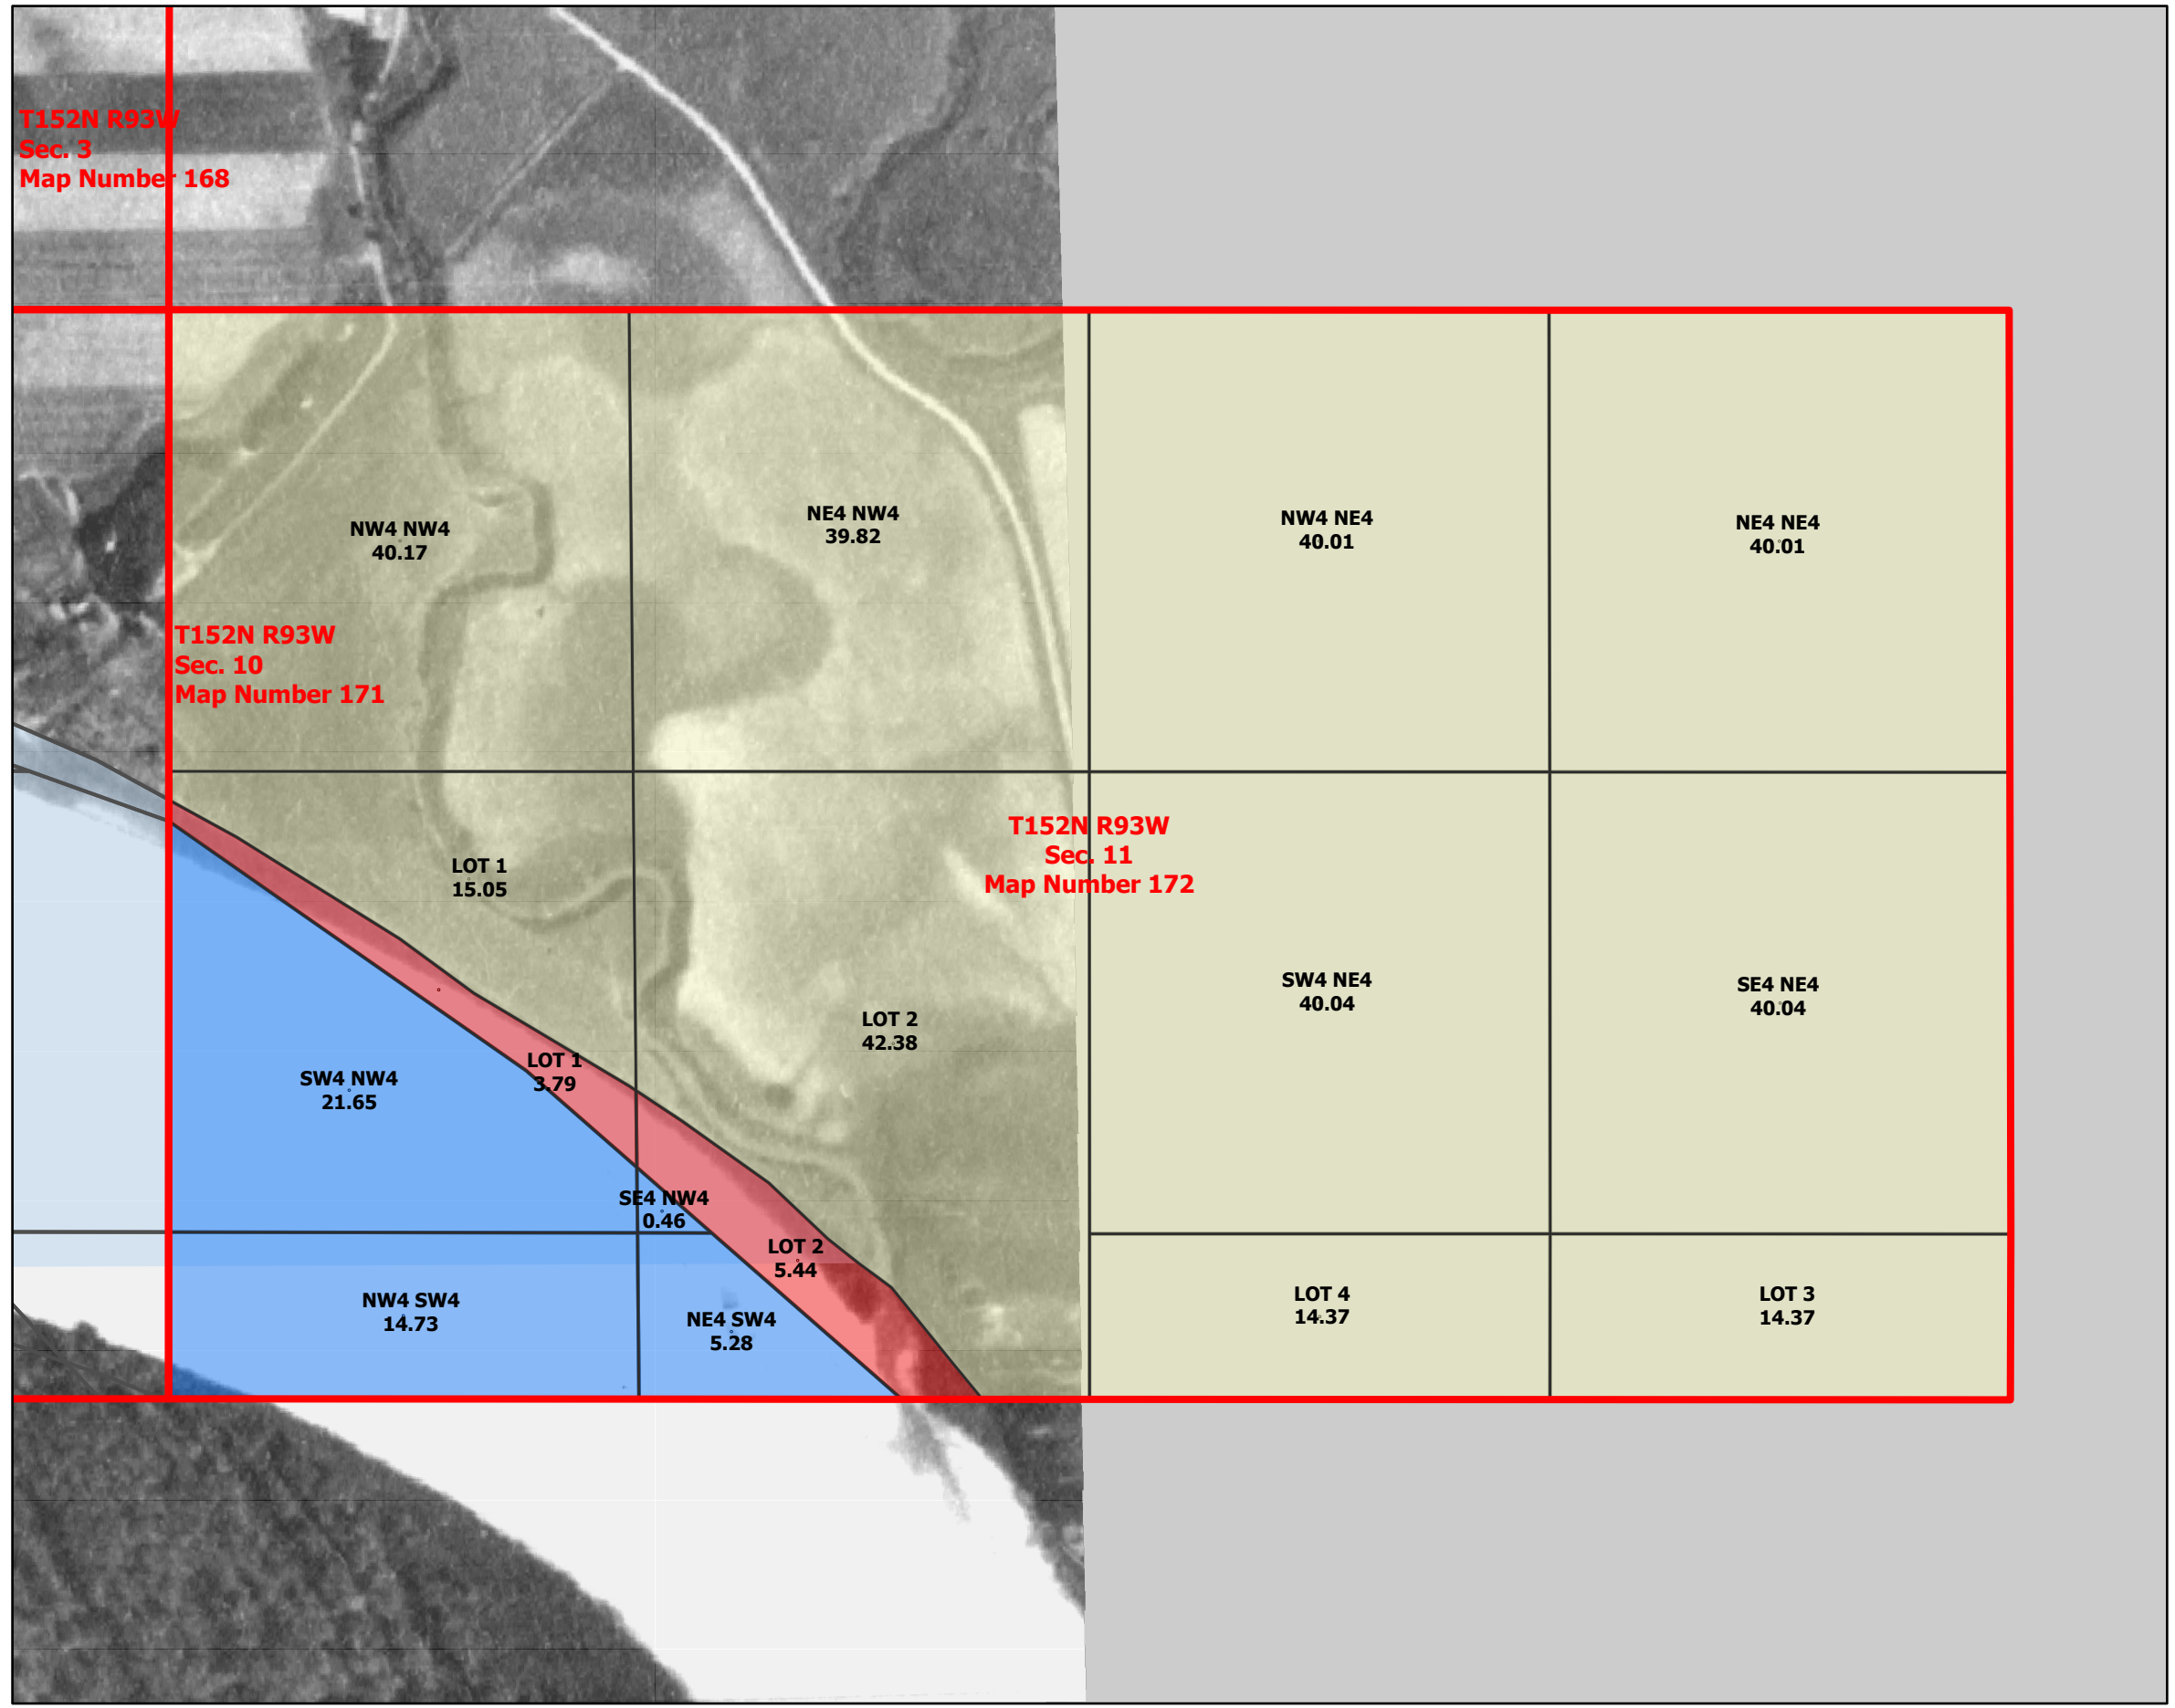 T152N R93W
Sec. 3
Map Number 168
NW4 NW4
40.17
NE4 NW4
39.82
NW4 NE4
40.01
NE4 NE4
40.01
T152N R93W
Sec. 10
Map Number 171
T152N R93W
Sec. 11
Map Number 172
LOT 1
15.05
LOT 2
42.38
SW4 NE4
40.04
SE4 NE4
40.04
LOT 1
3.79
SW4 NW4
21.65
SE4 NW4
0.46
LOT 2
5.44
NW4 SW4
14.73
NE4 SW4
5.28
LOT 4
14.37
LOT 3
14.37